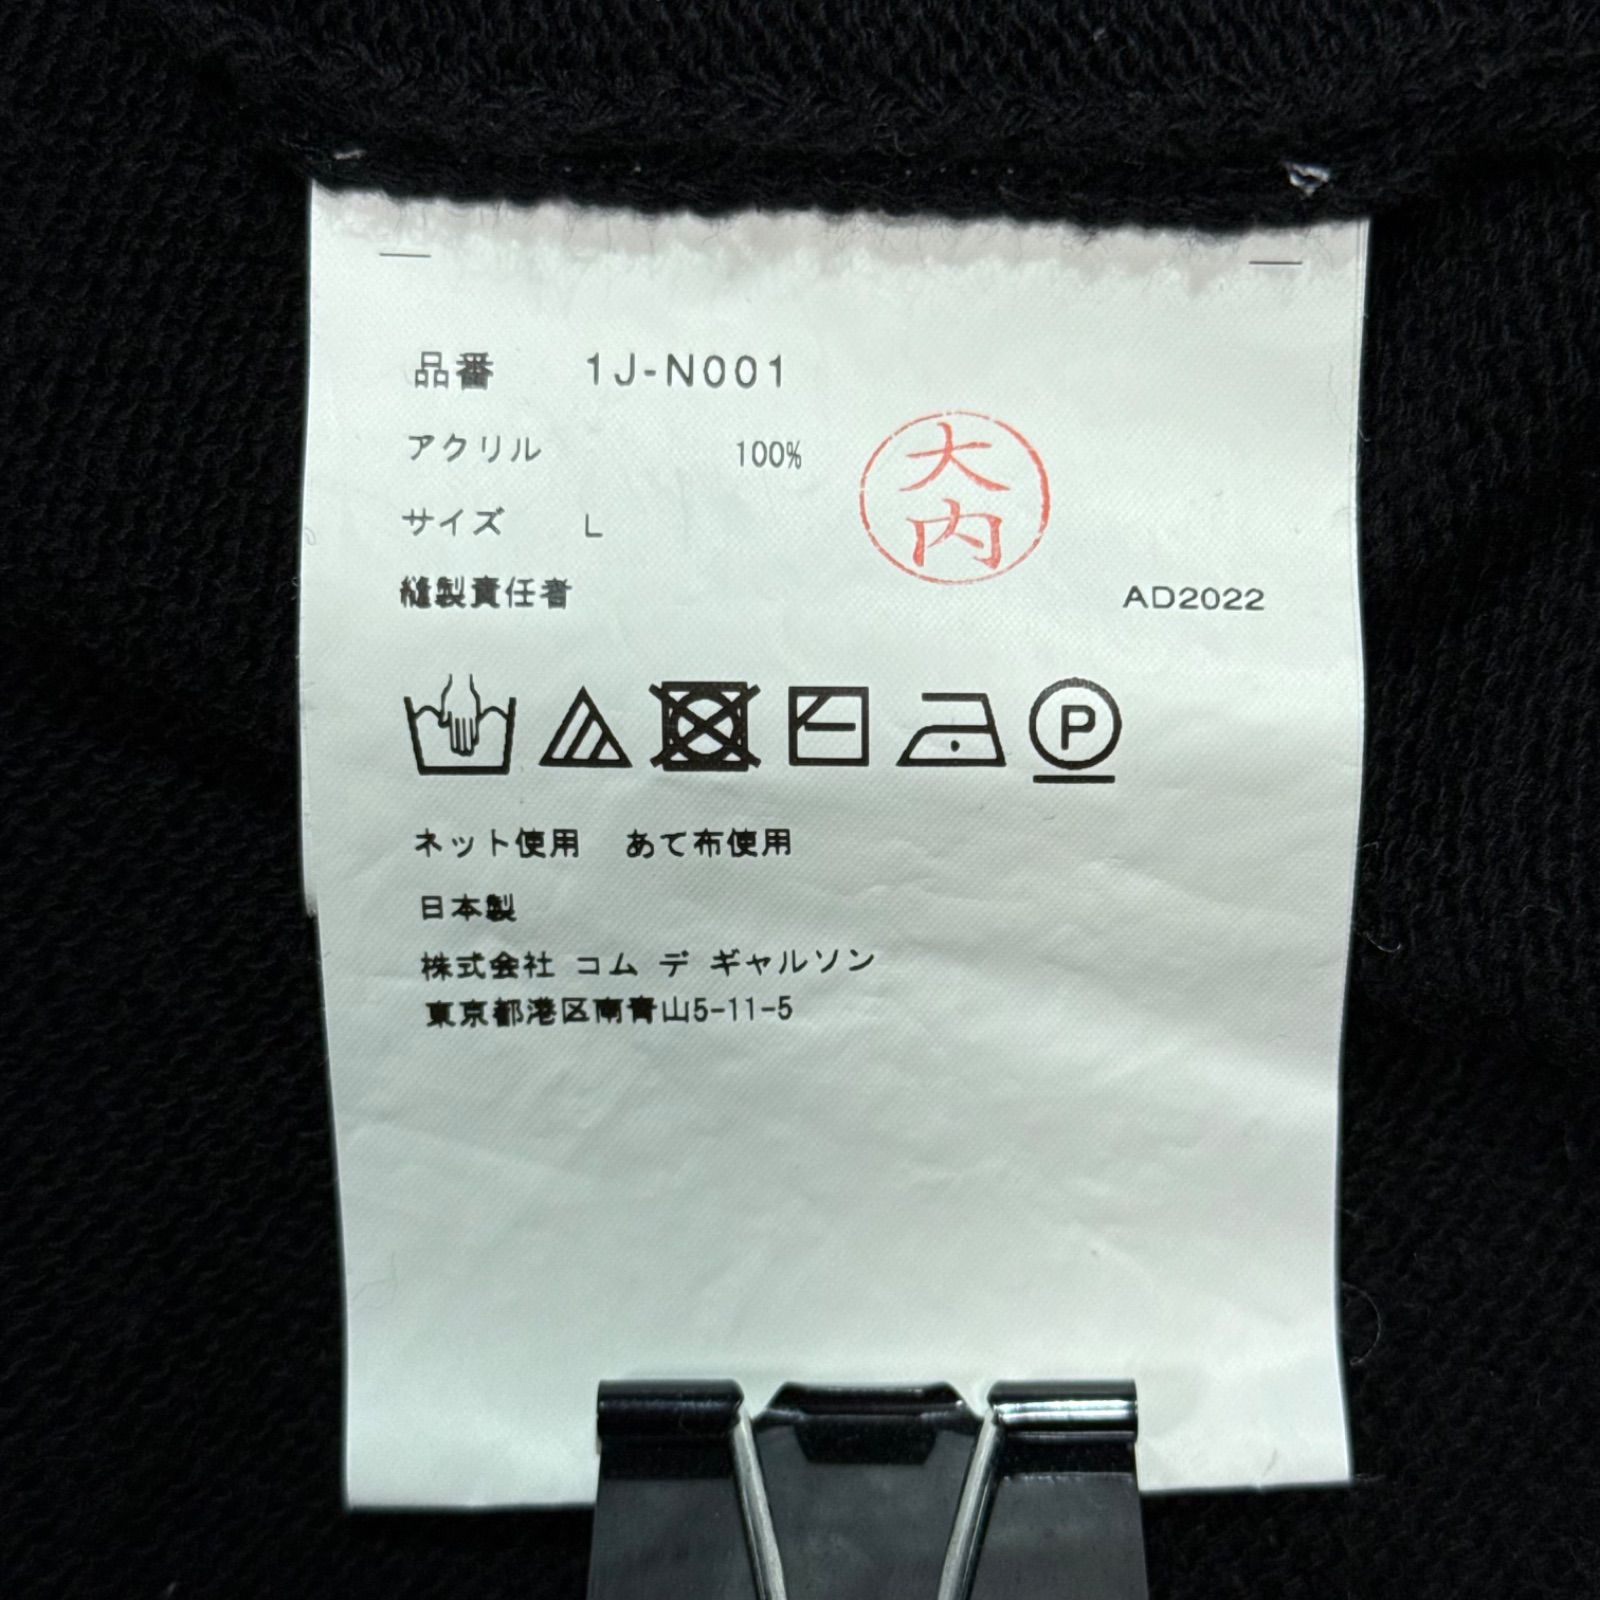 品番 1J-N001
アクリル 100%
サイズ L
縫製責任者
大内
AD2022
P
ネット使用 あて布使用
日本製
株式会社 コム デ ギャルソン
東京都港区南青山5-11-5